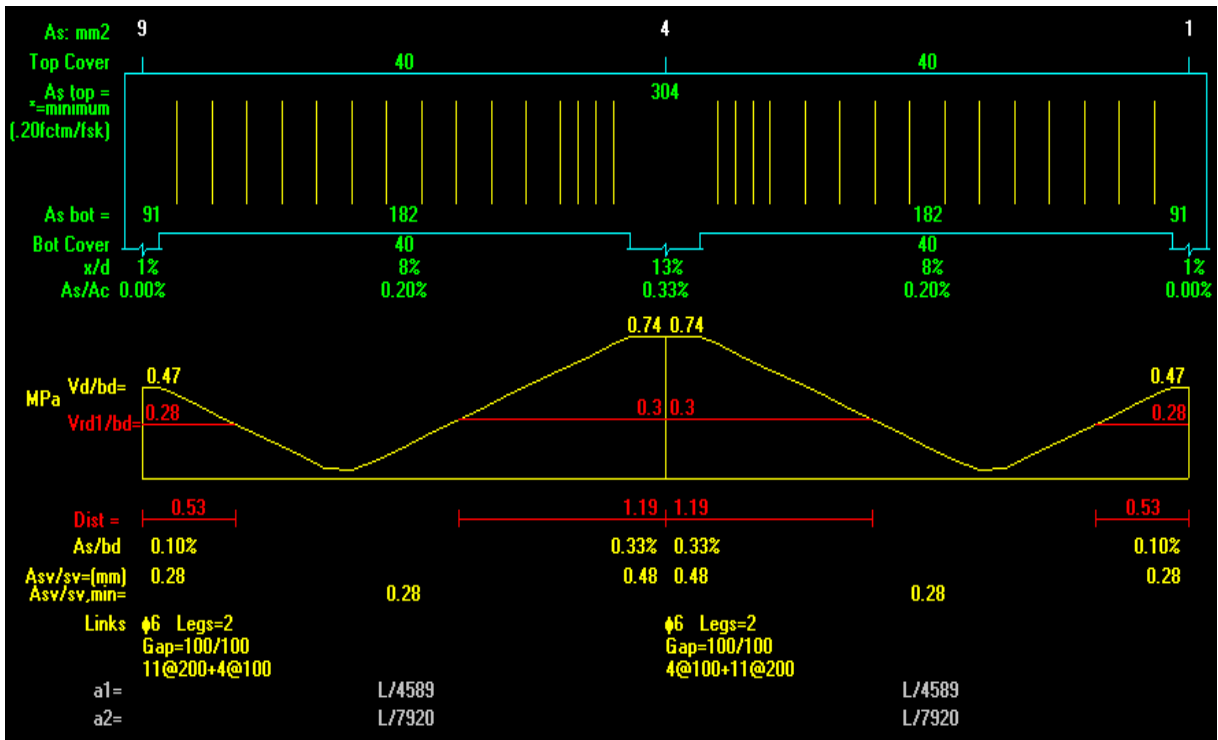 As: mm2 9 4 1
Top Cover 40 40
As top = 304
*=minimum
(.20fctm/fsk)
As bot = 91 182 182 91
Bot Cover 40 40
x/d 1% 8% 13% 8% 1%
As/Ac 0.00% 0.20% 0.33% 0.20% 0.00%
0.74 0.74
Vd/bd= 0.47 0.47
MPa
Vrd1/bd= 0.28 0.3 0.3 0.28
Dist = 0.53 1.19 1.19 0.53
As/bd 0.10% 0.33% 0.33% 0.10%
Asv/sv=(mm) 0.28 0.48 0.48 0.28
Asv/sv,min= 0.28 0.28
Links ϕ6 Legs=2 ϕ6 Legs=2
Gap=100/100 Gap=100/100
11@200+4@100 4@100+11@200
a1= L/4589 L/4589
a2= L/7920 L/7920